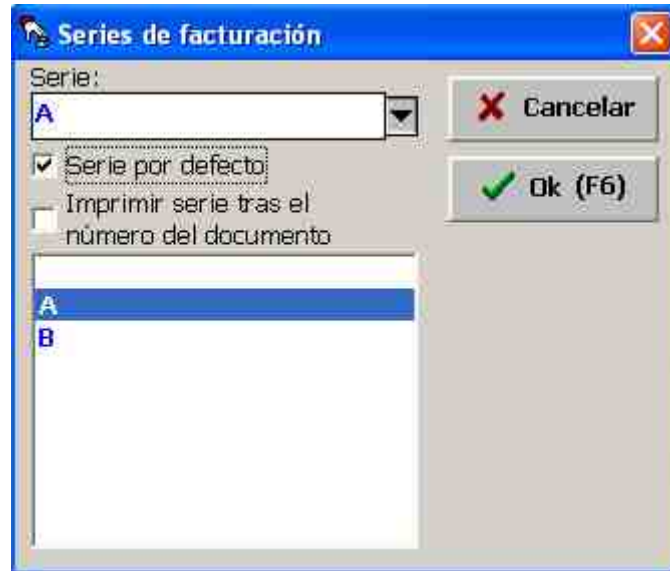 Series de facturación
Serie:
A
Cancelar
Serie por defecto
Ok (F6)
Imprimir serie tras el
número del documento
A
B